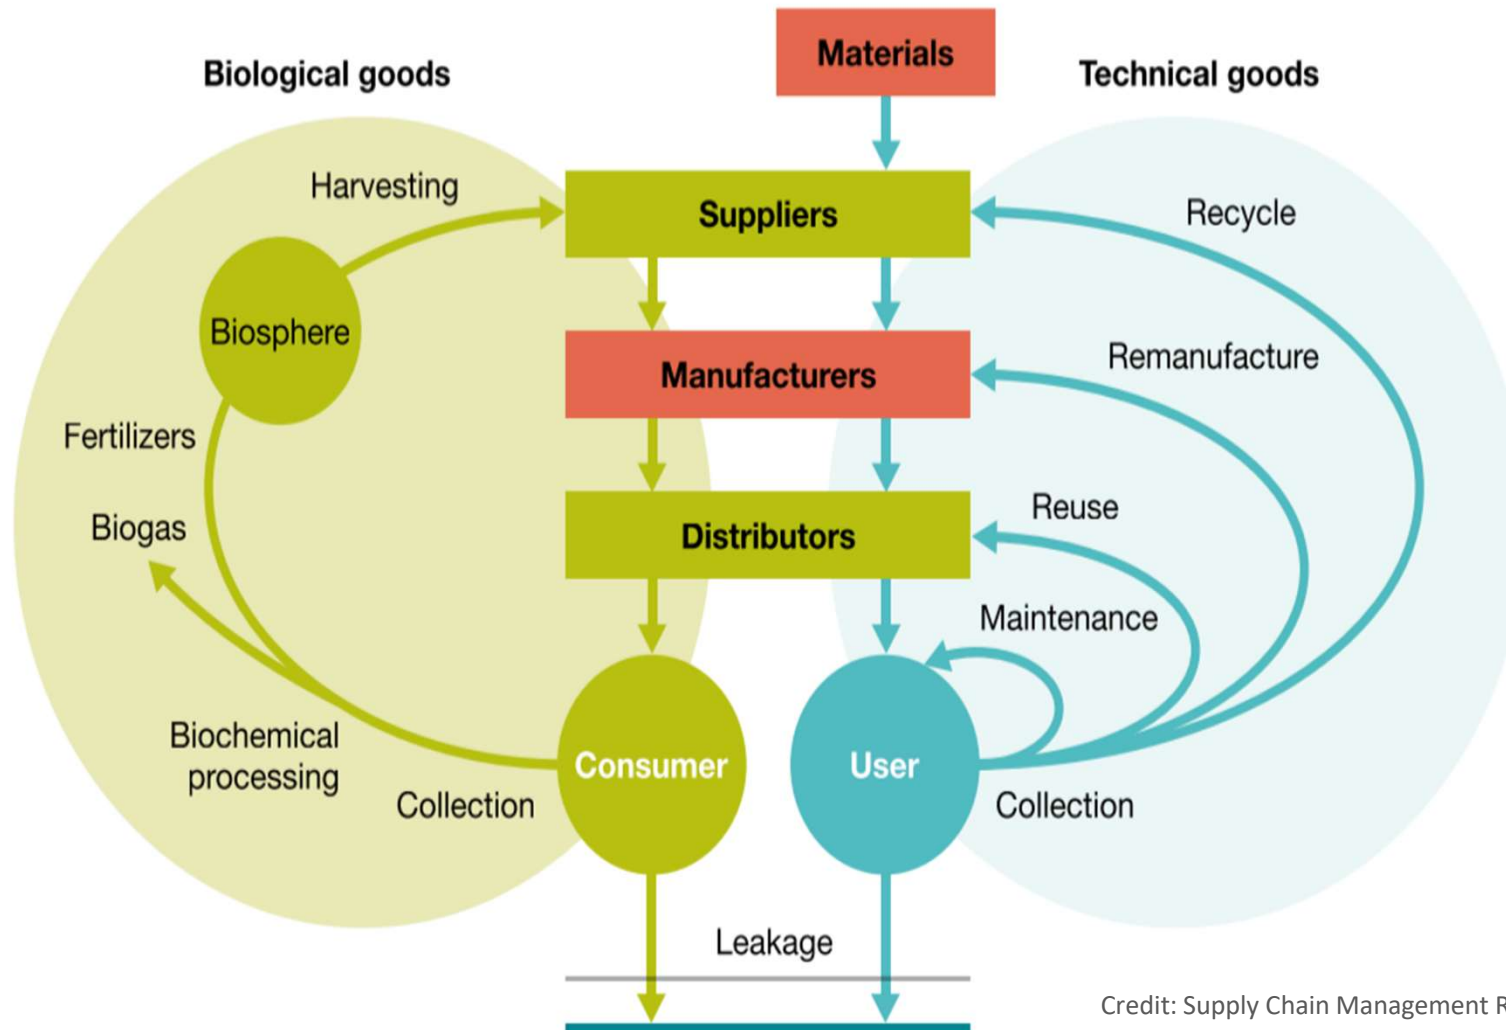 Materials
Biological goods
Technical goods
Harvesting
Suppliers
Recycle
Biosphere
Manufacturers
Remanufacture
Fertilizers
Biogas
Distributors
Reuse
Maintenance
Biochemical
processing
Consumer
User
Collection
Collection
Leakage
Credit: Supply Chain Management R